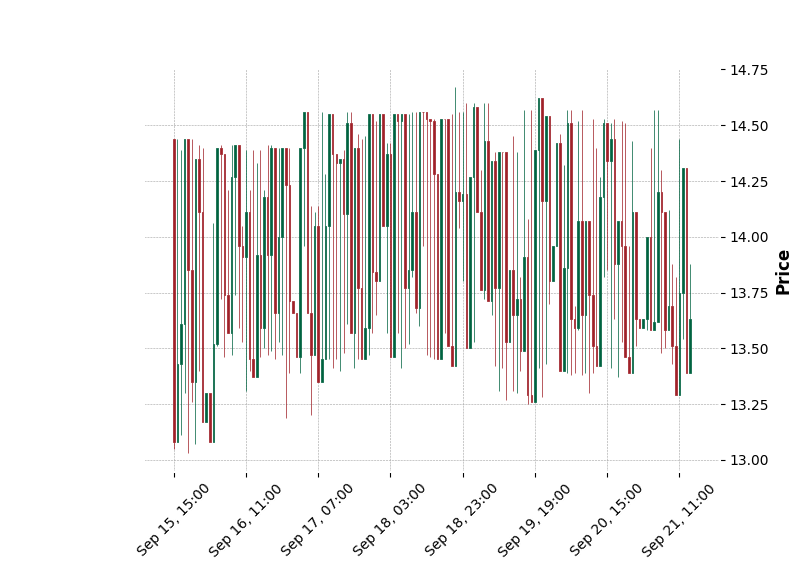 14.75
14.50
14.25
14.00
13.75
13.50
13.25
13.00
Price
Sep 15, 15:00
Sep 16, 11:00
Sep 17, 07:00
Sep 18, 03:00
Sep 18, 23:00
Sep 19, 19:00
Sep 20, 15:00
Sep 21, 11:00